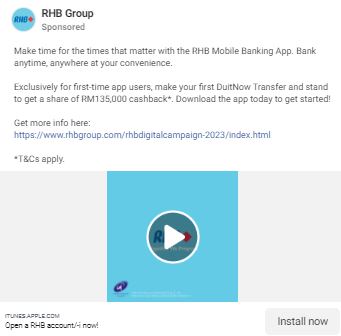 RHB Group
Sponsored
Make time for the times that matter with the RHB Mobile Banking App. Bank
anytime, anywhere at your convenience.
Exclusively for first-time app users, make your first DuitNow Transfer and stand
to get a share of RM135,000 cashback*. Download the app today to get started!
Get more info here:
https://www.rhbgroup.com/rhbdigitalcampaign-2023/index.html
*T&Cs apply.
ITUNES.APPLE.COM
Open a RHB account/-i now!
Install now